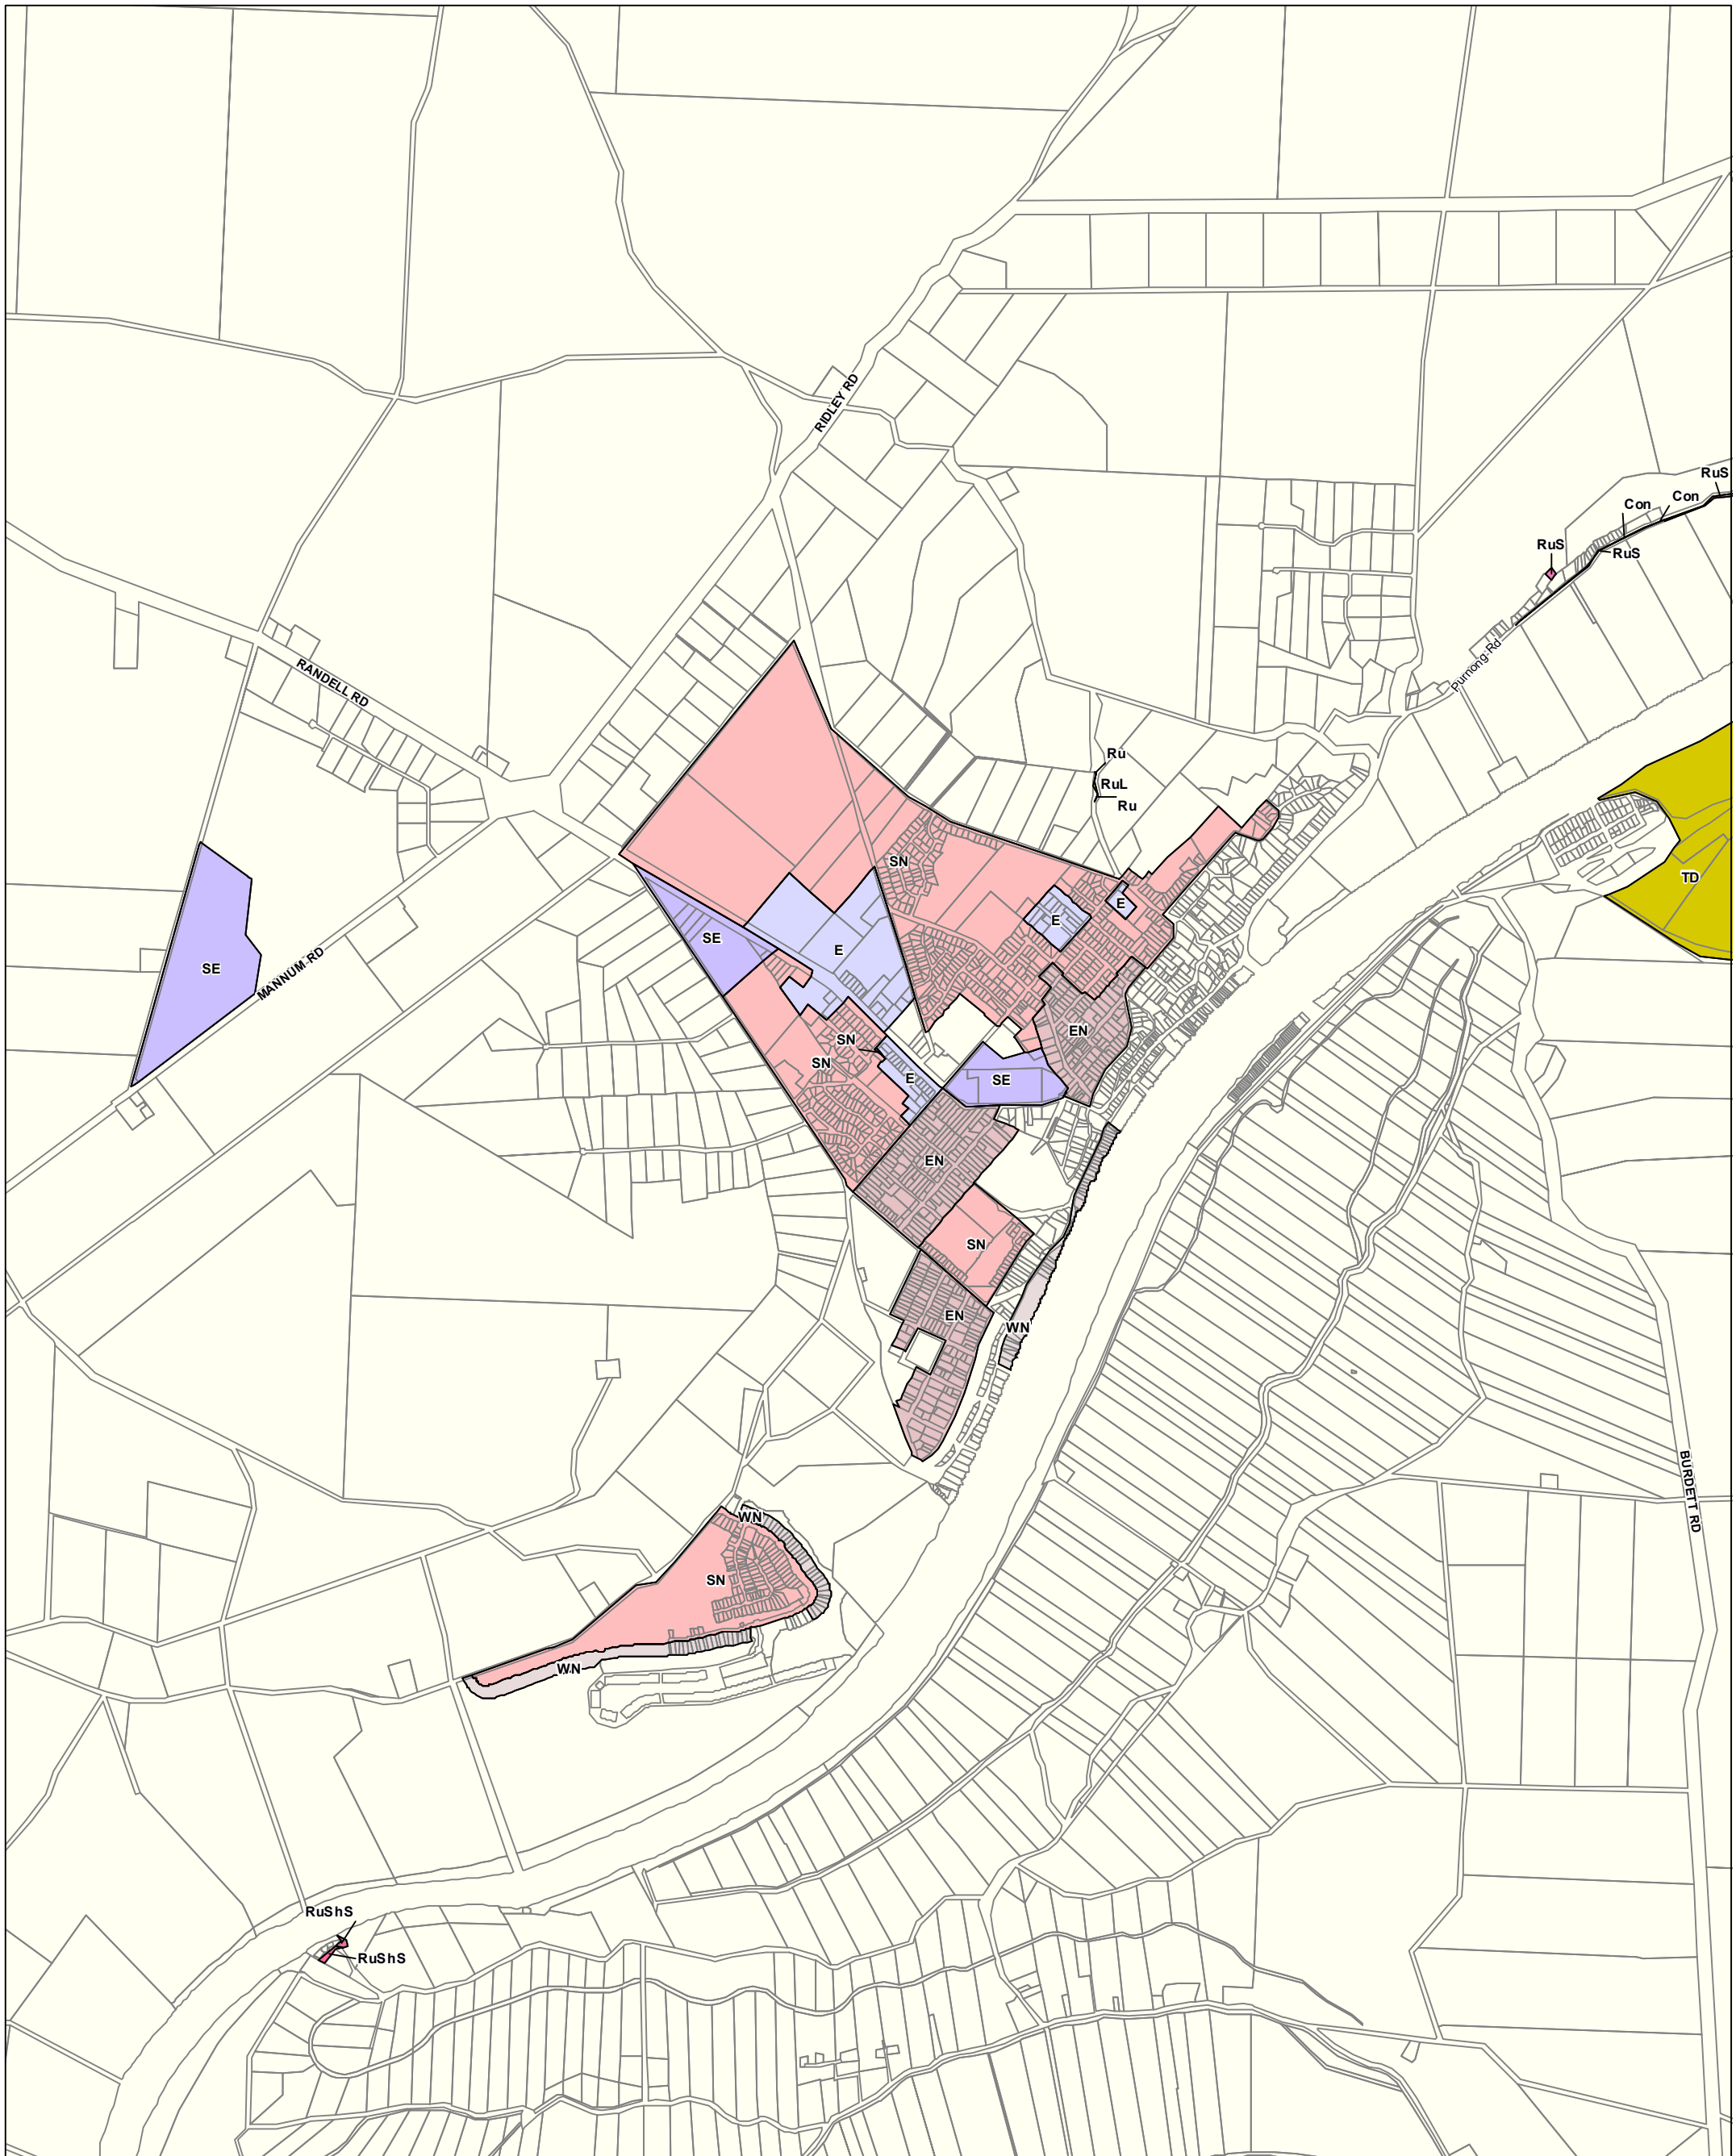 RIDLEY RD
RuS
Con
Con
RuS
RuS
Purnong Rd
RANDELL RD
Ru
RuL
Ru
SN
TD
E
E
SE
E
SE
MANNUM RD
EN
SN
SN
E
SE
EN
SN
EN
WN
BURDETT RD
WN
SN
WN
RuShS
RuShS